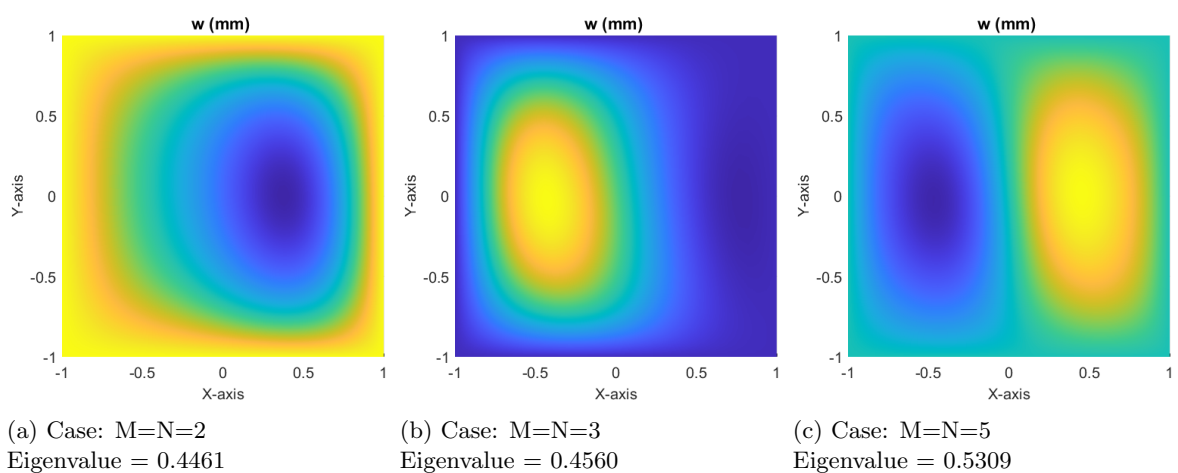 w (mm)
1
0.5
0
-0.5
-1
-1
-0.5
0
0.5
1
X-axis
Y-axis
w (mm)
1
0.5
0
-0.5
-1
-1
-0.5
0
0.5
1
X-axis
Y-axis
w (mm)
1
0.5
0
-0.5
-1
-1
-0.5
0
0.5
1
X-axis
Y-axis
(a) Case: M=N=2
Eigenvalue = 0.4461
(b) Case: M=N=3
Eigenvalue = 0.4560
(c) Case: M=N=5
Eigenvalue = 0.5309